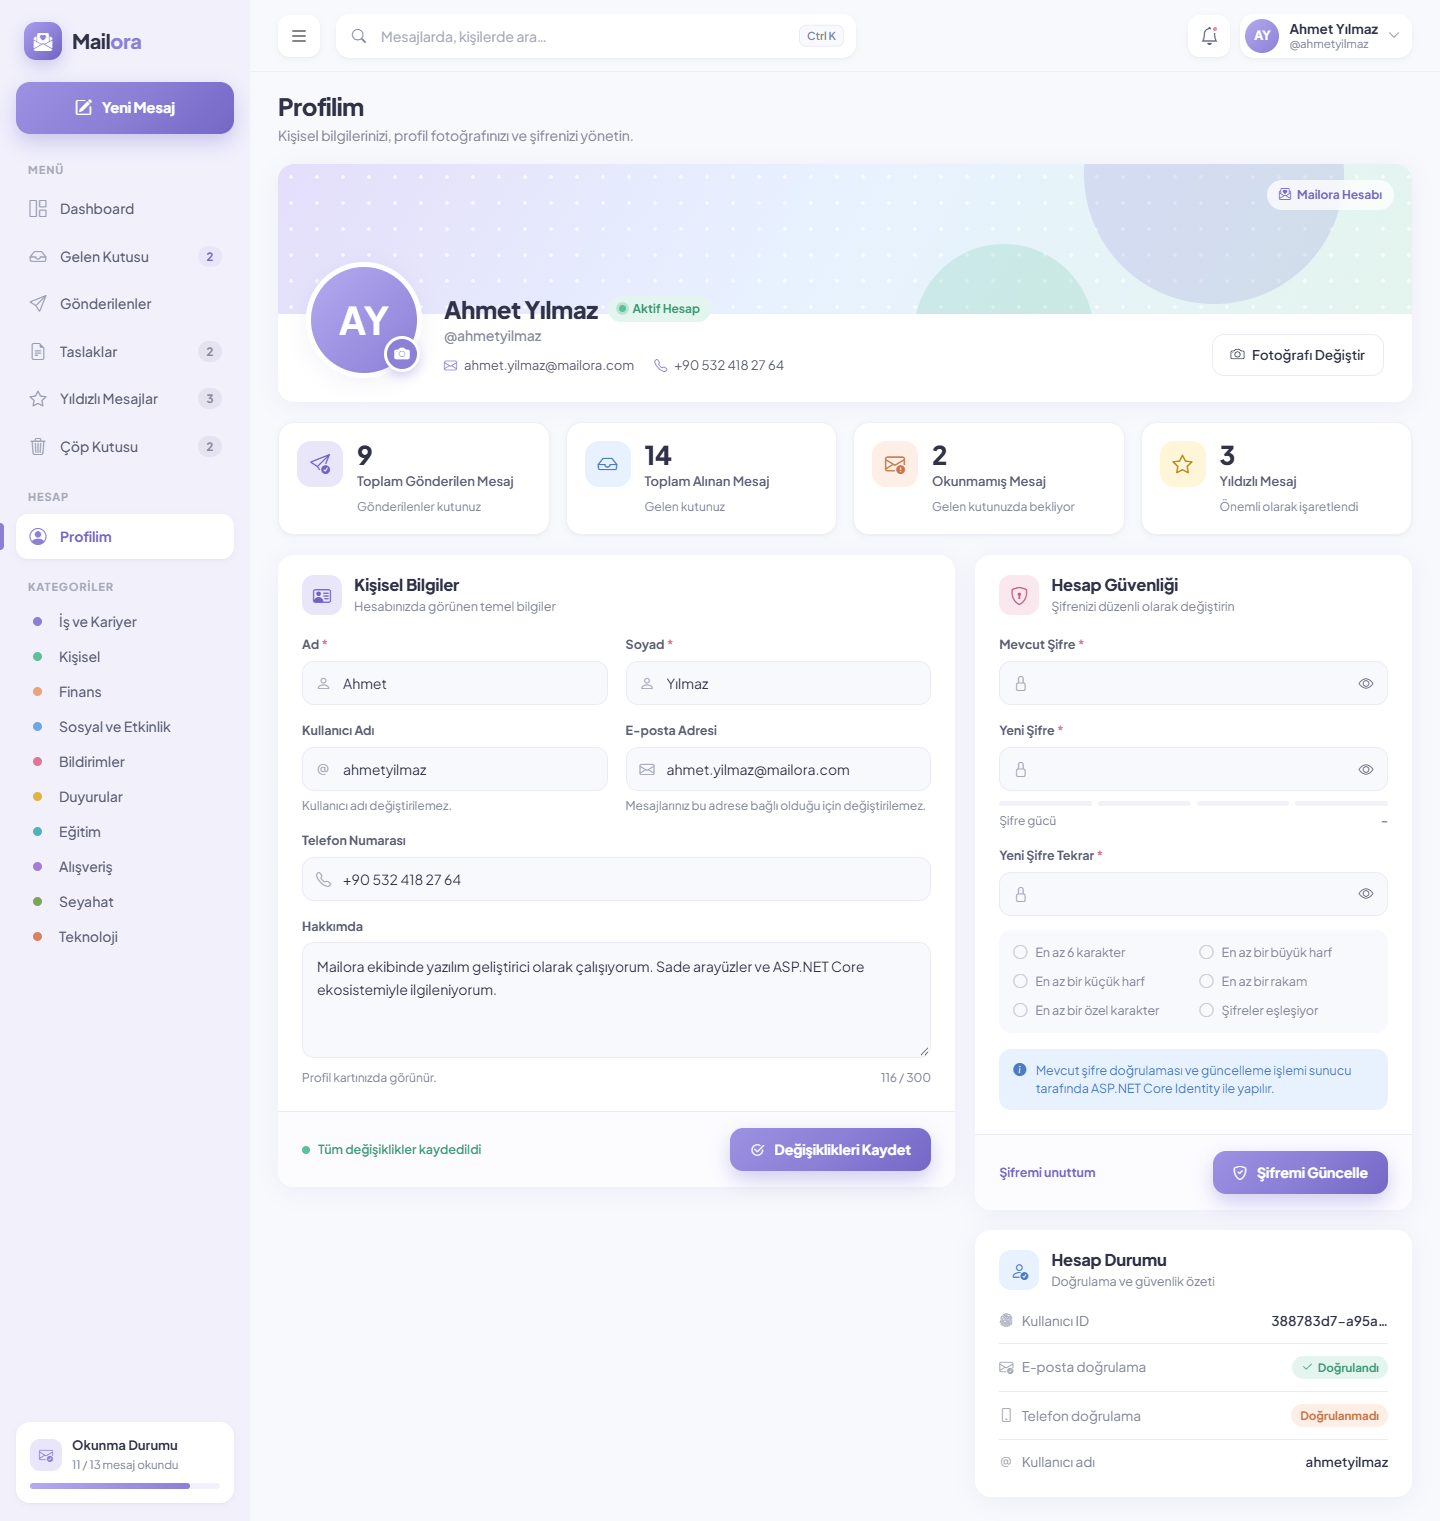 Mailora
Mesajlarda, kişilerde ara...
Ctrl K
AY
Ahmet Yılmaz
@ahmetyilmaz
Yeni Mesaj
MENÜ
Dashboard
Gelen Kutusu 2
Gönderilenler
Taslaklar 2
Yıldızlı Mesajlar 3
Çöp Kutusu 2
HESAP
Profilim
KATEGORİLER
İş ve Kariyer
Kişisel
Finans
Sosyal ve Etkinlik
Bildirimler
Duyurular
Eğitim
Alışveriş
Seyahat
Teknoloji
Okunma Durumu
11 / 13 mesaj okundu
Profilim
Kişisel bilgilerinizi, profil fotoğrafınızı ve şifrenizi yönetin.
Mailora Hesabı
AY
Ahmet Yılmaz
Aktif Hesap
@ahmetyilmaz
ahmet.yilmaz@mailora.com
+90 532 418 27 64
Fotoğrafı Değiştir
9
Toplam Gönderilen Mesaj
Gönderilenler kutunuz
14
Toplam Alınan Mesaj
Gelen kutunuz
2
Okunmamış Mesaj
Gelen kutunuzda bekliyor
3
Yıldızlı Mesaj
Önemli olarak işaretlendi
Kişisel Bilgiler
Hesabınızda görünen temel bilgiler
Ad *
Ahmet
Soyad *
Yılmaz
Kullanıcı Adı
@ ahmetyilmaz
Kullanıcı adı değiştirilemez.
E-posta Adresi
ahmet.yilmaz@mailora.com
Mesajlarınız bu adrese bağlı olduğu için değiştirilemez.
Telefon Numarası
+90 532 418 27 64
Hakkımda
Mailora ekibinde yazılım geliştirici olarak çalışıyorum. Sade arayüzler ve ASP.NET Core
ekosistemiyle ilgileniyorum.
Profil kartınızda görünür.
116 / 300
Tüm değişiklikler kaydedildi
Değişiklikleri Kaydet
Hesap Güvenliği
Şifrenizi düzenli olarak değiştirin
Mevcut Şifre *
Yeni Şifre *
Şifre gücü
–
Yeni Şifre Tekrar *
En az 6 karakter
En az bir büyük harf
En az bir küçük harf
En az bir rakam
En az bir özel karakter
Şifreler eşleşiyor
Mevcut şifre doğrulaması ve güncelleme işlemi sunucu
tarafında ASP.NET Core Identity ile yapılır.
Şifremi unuttum
Şifremi Güncelle
Hesap Durumu
Doğrulama ve güvenlik özeti
Kullanıcı ID
388783d7-a95a...
E-posta doğrulama
Doğrulandı
Telefon doğrulama
Doğrulanmadı
@ Kullanıcı adı
ahmetyilmaz